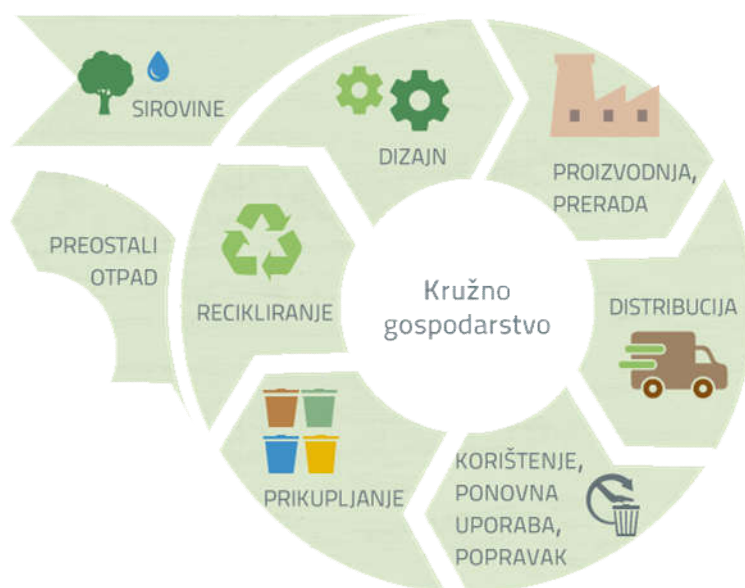 SIROVINE
DIZAJN
PROIZVODNJA,
PRERADA
DISTRIBUCIJA
KORIŠTENJE,
PONOVNA
UPORABA,
POPRAVAK
PRIKUPLJANJE
RECIKLIRANJE
PREOSTALI
OTPAD
Kružno
gospodarstvo